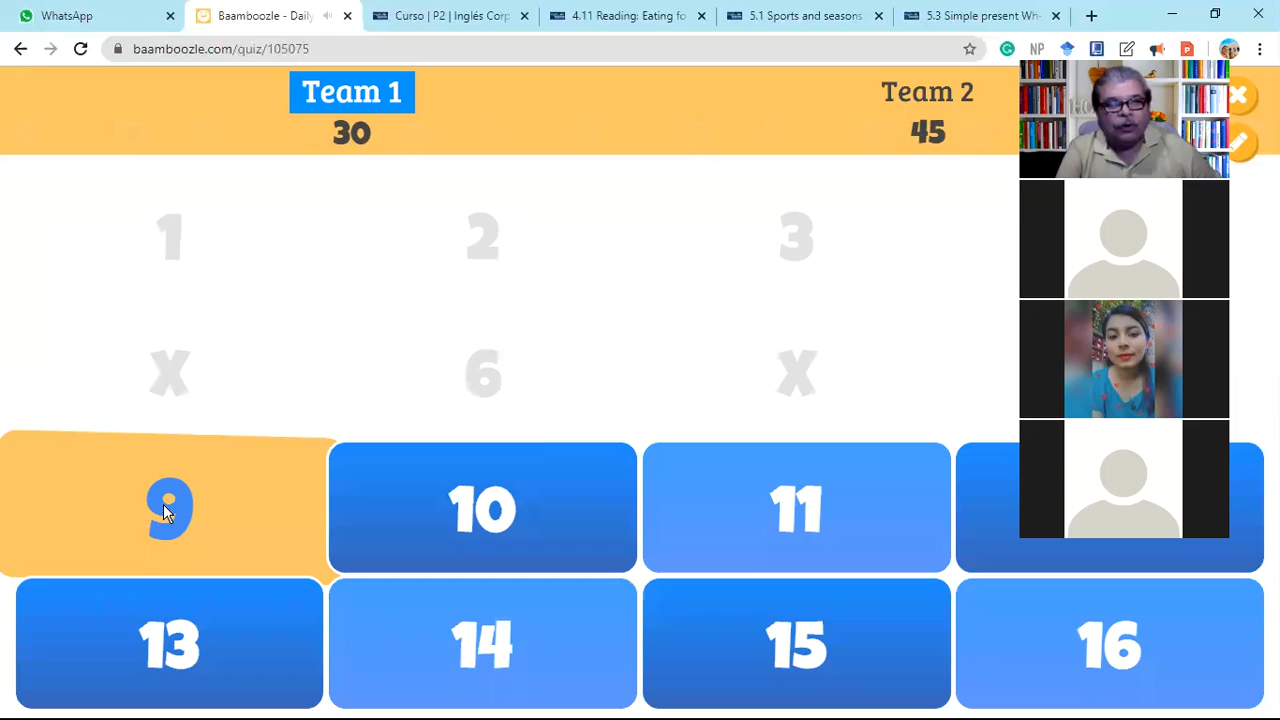 WhatsApp
Baamboozle - Daily
Curso | P2 | Inglés Corp
4.11 Reading: Eating fo
5.1 Sports and seasons
5.3 Simple present Wh-
baamboozle.com/quiz/105075
NP
Team 1
Team 2
30
45
1
2
3
X
6
X
9
10
11
13
14
15
16